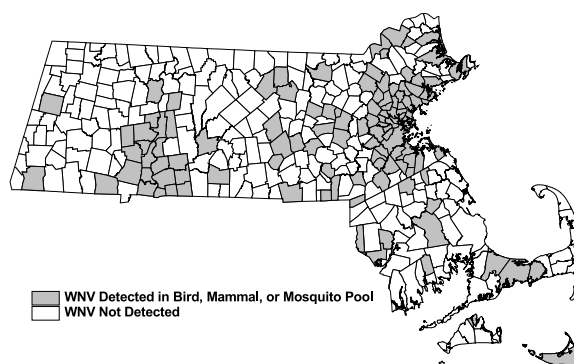 WNV Detected in Bird, Mammal, or Mosquito Pool
WNV Not Detected